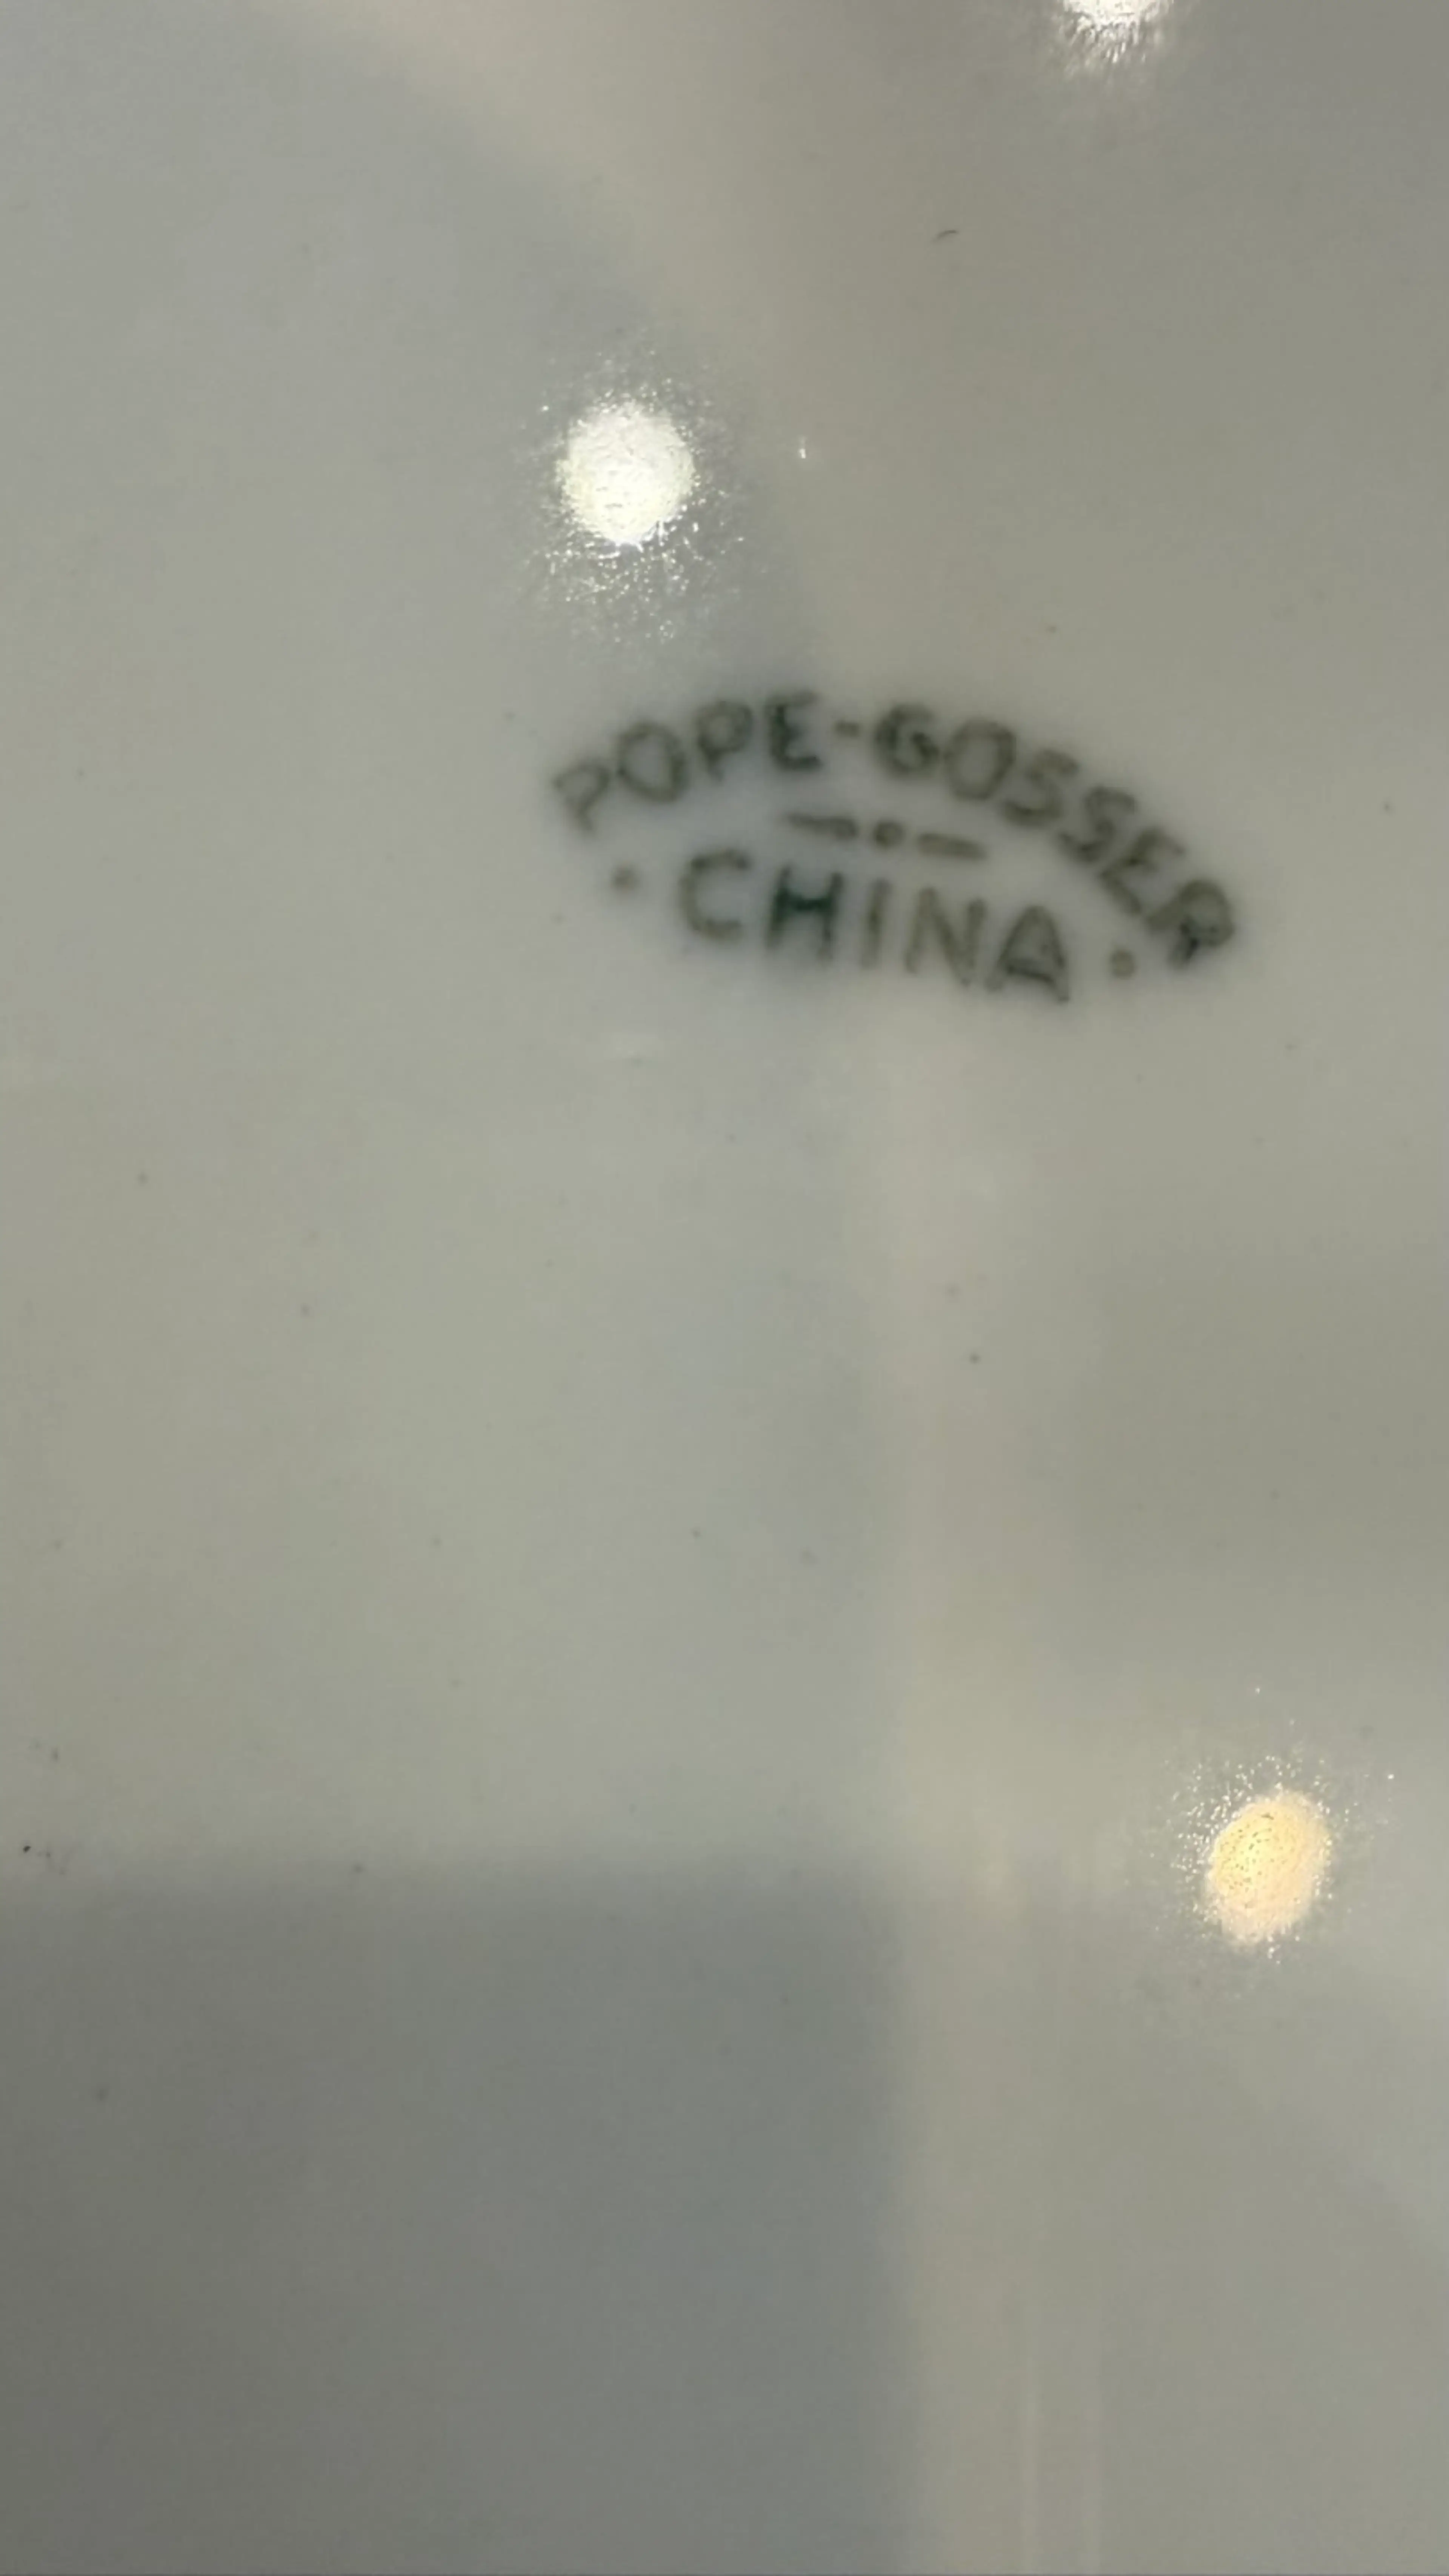 POPE-GOSSER
· CHINA ·